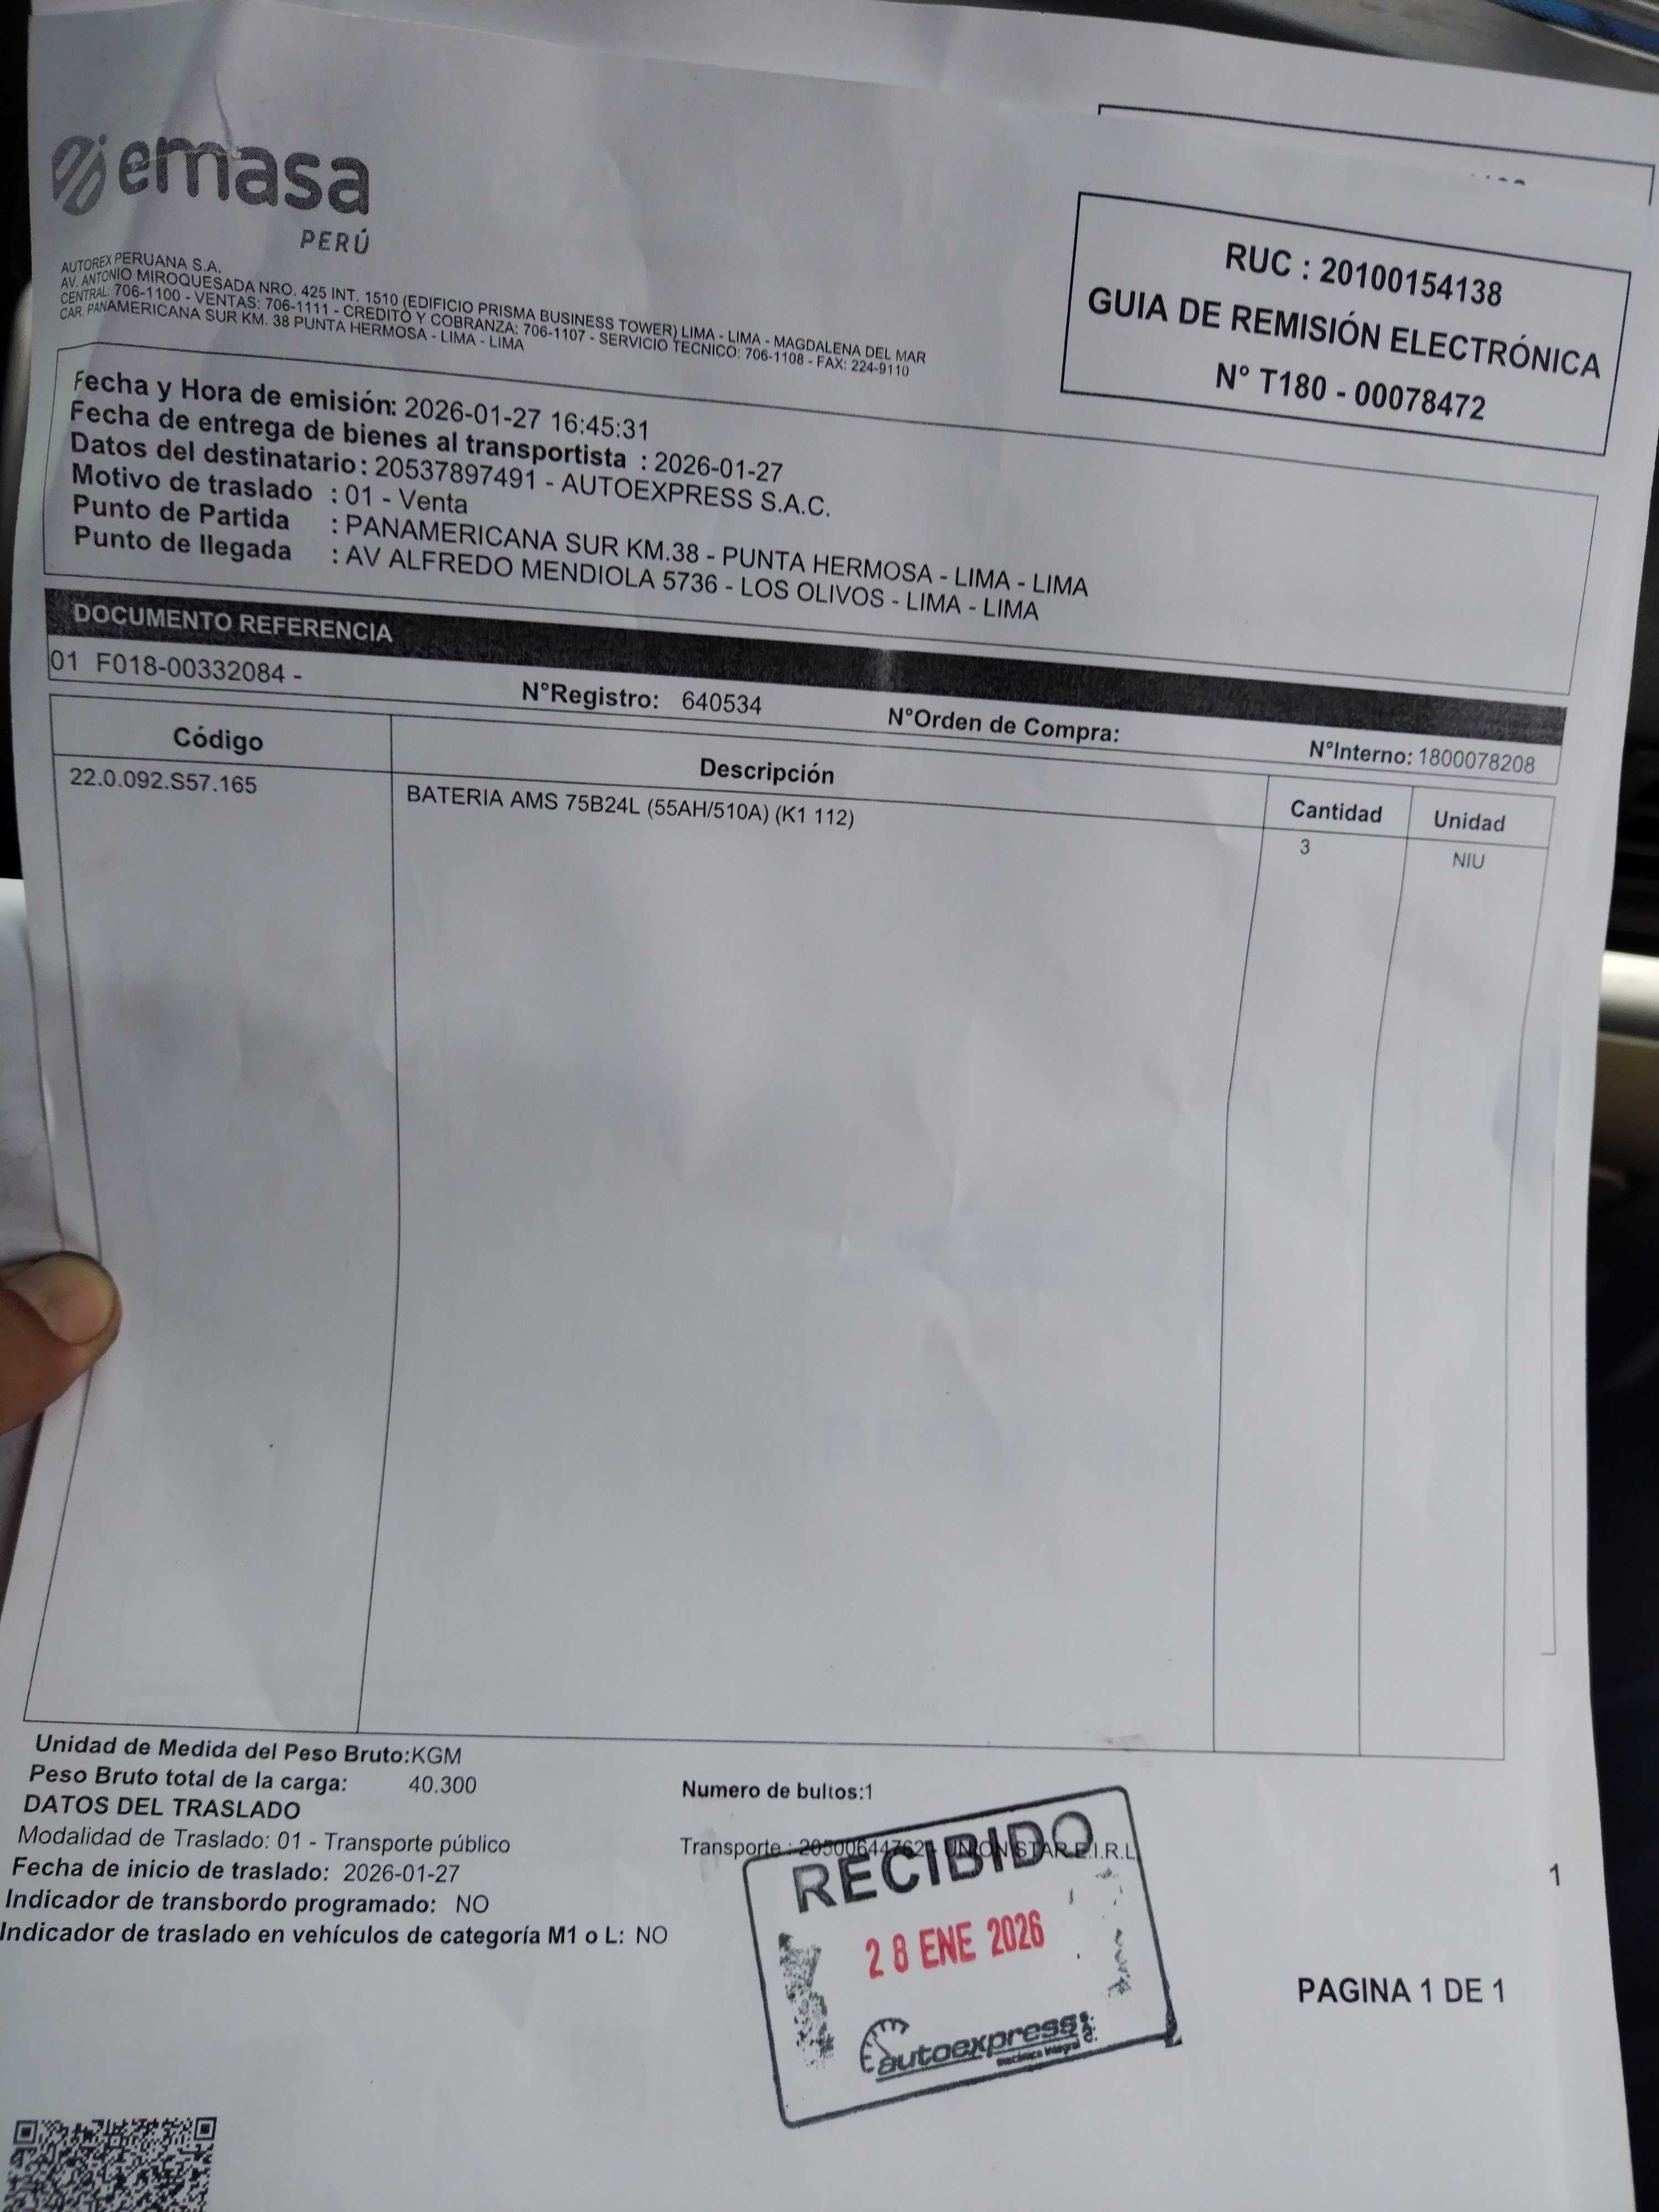 emasa
PERÚ
AUTOREX PERUANA S.A.
AV. ANTONIO MIROQUESADA NRO. 425 INT. 1510 (EDIFICIO PRISMA BUSINESS TOWER) LIMA - LIMA - MAGDALENA DEL MAR
CENTRAL: 706-1100 - VENTAS: 706-1111 - CREDITO Y COBRANZA: 706-1107 - SERVICIO TECNICO: 706-1108 - FAX: 224-9110
CAR. PANAMERICANA SUR KM. 38 PUNTA HERMOSA - LIMA - LIMA
RUC : 20100154138
GUIA DE REMISIÓN ELECTRÓNICA
N° T180 - 00078472
Fecha y Hora de emisión: 2026-01-27 16:45:31
Fecha de entrega de bienes al transportista : 2026-01-27
Datos del destinatario : 20537897491 - AUTOEXPRESS S.A.C.
Motivo de traslado : 01 - Venta
Punto de Partida : PANAMERICANA SUR KM.38 - PUNTA HERMOSA - LIMA - LIMA
Punto de llegada : AV ALFREDO MENDIOLA 5736 - LOS OLIVOS - LIMA - LIMA
DOCUMENTO REFERENCIA
01 F018-00332084 -
N°Registro: 640534 N°Orden de Compra: N°Interno: 1800078208
Código Descripción Cantidad Unidad
22.0.092.S57.165 BATERIA AMS 75B24L (55AH/510A) (K1 112) 3 NIU
Unidad de Medida del Peso Bruto:KGM
Peso Bruto total de la carga: 40.300 Numero de bultos:1
DATOS DEL TRASLADO
Modalidad de Traslado: 01 - Transporte público Transporte : 20500644762 - UNION STAR E.I.R.L
Fecha de inicio de traslado: 2026-01-27
Indicador de transbordo programado: NO
Indicador de traslado en vehículos de categoría M1 o L: NO
1
RECIBIDO
28 ENE 2026
autoexpress
Mecánica Integral
PAGINA 1 DE 1